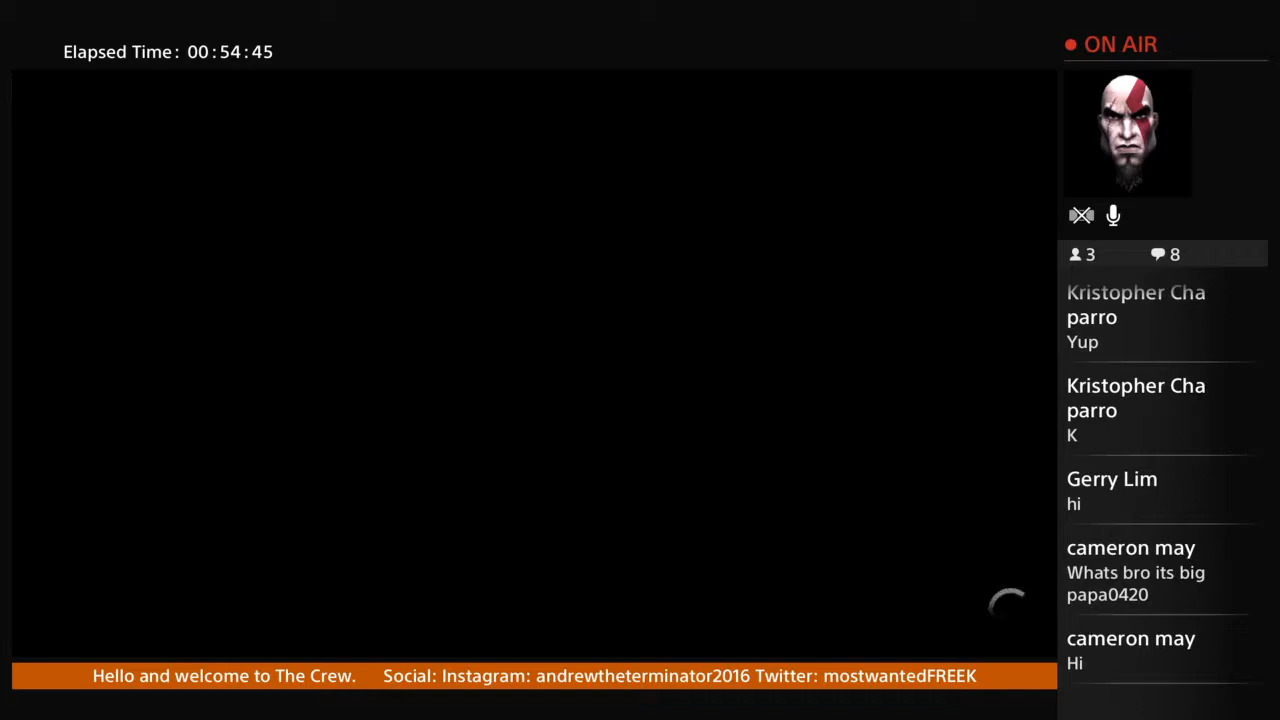 Elapsed Time: 00:54:45
ON AIR
3 8
Kristopher Cha
parro
Yup
Kristopher Cha
parro
K
Gerry Lim
hi
cameron may
Whats bro its big
papa0420
cameron may
Hi
Hello and welcome to The Crew. Social: Instagram: andrewtheterminator2016 Twitter: mostwantedFREEK